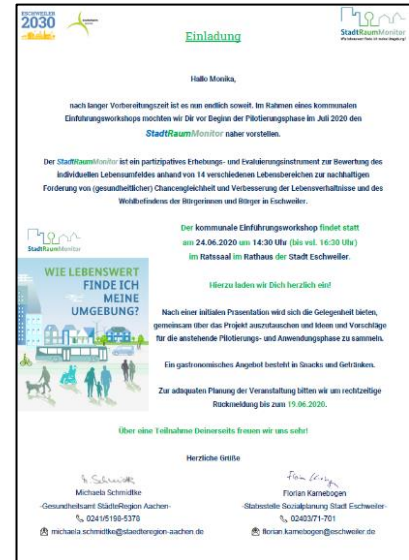 ESCHWEILER
2030
Einladung
StadtRaumMonitor
Hallo Monika,
nach langer Vorbereitungszeit ist es nun endlich soweit. Im Rahmen eines kommunalen
Einführungsworkshops möchten wir Dir vor Beginn der Pilotierungsphase im Juli 2020 den
StadtRaumMonitor näher vorstellen.
Der StadtRaumMonitor ist ein partizipatives Erhebungs- und Evaluierungsinstrument zur Bewertung des
individuellen Lebensumfeldes anhand von 14 verschiedenen Lebensbereichen zur nachhaltigen
Förderung von (gesundheitlicher) Chancengleichheit und Verbesserung der Lebensverhältnisse und des
Wohlbefindens der Bürgerinnen und Bürger in Eschweiler.
StadtRaumMonitor
WIE LEBENSWERT
FINDE ICH
MEINE
UMGEBUNG?
Der kommunale Einführungsworkshop findet statt
am 24.06.2020 um 14:30 Uhr (bis vsl. 16:30 Uhr)
im Ratssaal im Rathaus der Stadt Eschweiler.
Hierzu laden wir Dich herzlich ein!
Nach einer initialen Präsentation wird sich die Gelegenheit bieten,
gemeinsam über das Projekt auszutauschen und Ideen und Vorschläge
für die anstehende Pilotierungs- und Anwendungsphase zu sammeln.
Ein gastronomisches Angebot besteht in Snacks und Getränken.
Zur adäquaten Planung der Veranstaltung bitten wir um rechtzeitige
Rückmeldung bis zum 19.06.2020.
Über eine Teilnahme Deinerseits freuen wir uns sehr!
Herzliche Grüße
Michaela Schmidtke
-Gesundheitsamt StädteRegion Aachen-
0241/5198-5378
michaela.schmidtke@staedteregion-aachen.de
Florian Karnebogen
-Stabsstelle Sozialplanung Stadt Eschweiler-
02403/71-701
florian.karnebogen@eschweiler.de